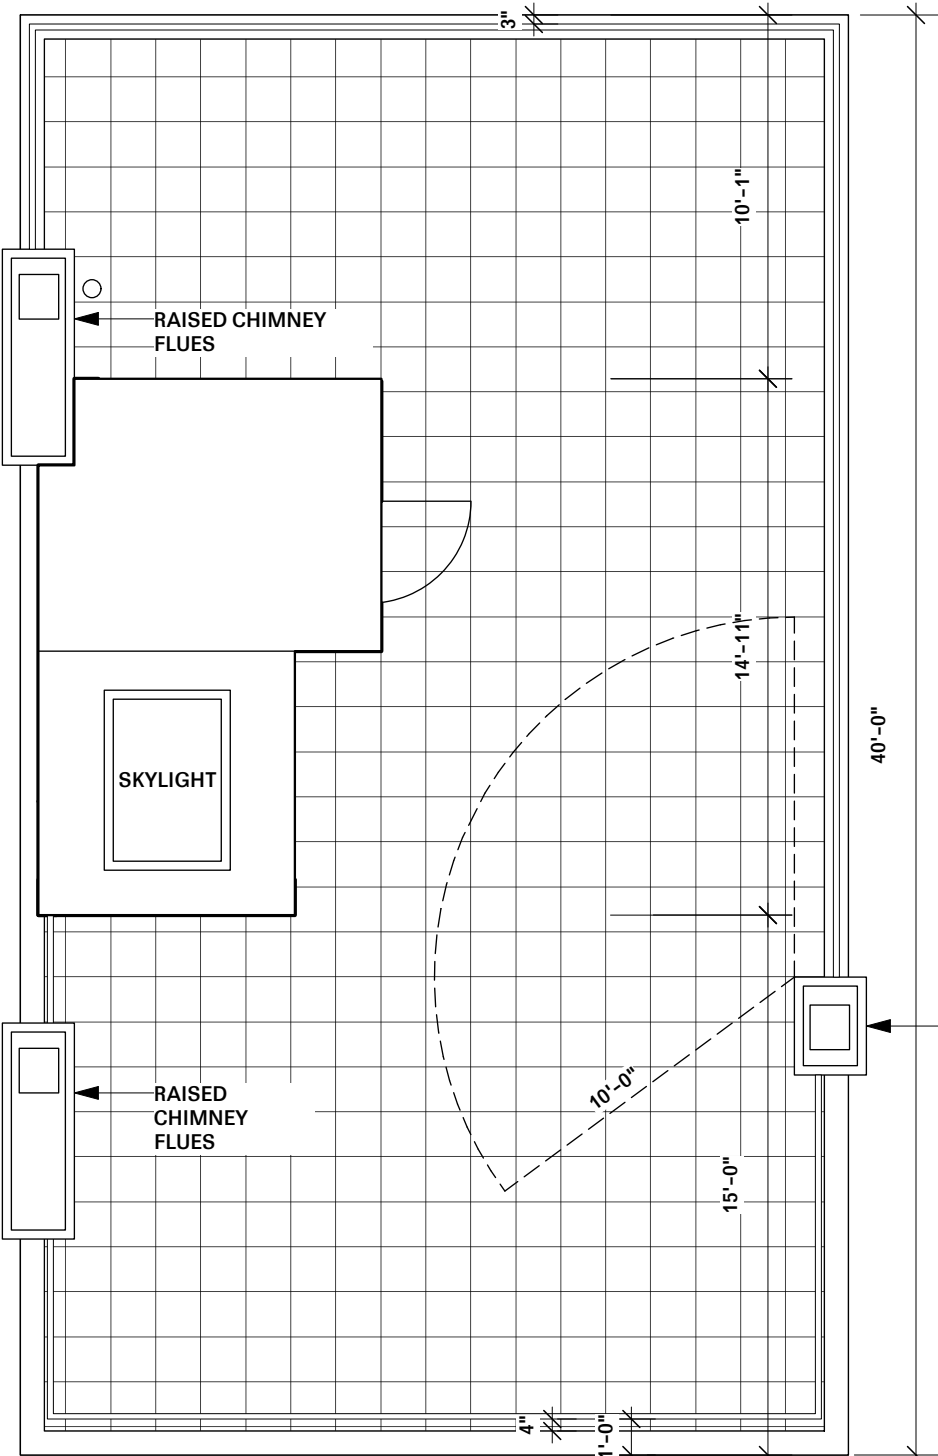 3"
10'-1"
RAISED CHIMNEY
FLUES
14'-11"
40'-0"
SKYLIGHT
10'-0"
RAISED
CHIMNEY
FLUES
15'-0"
4"
1'-0"